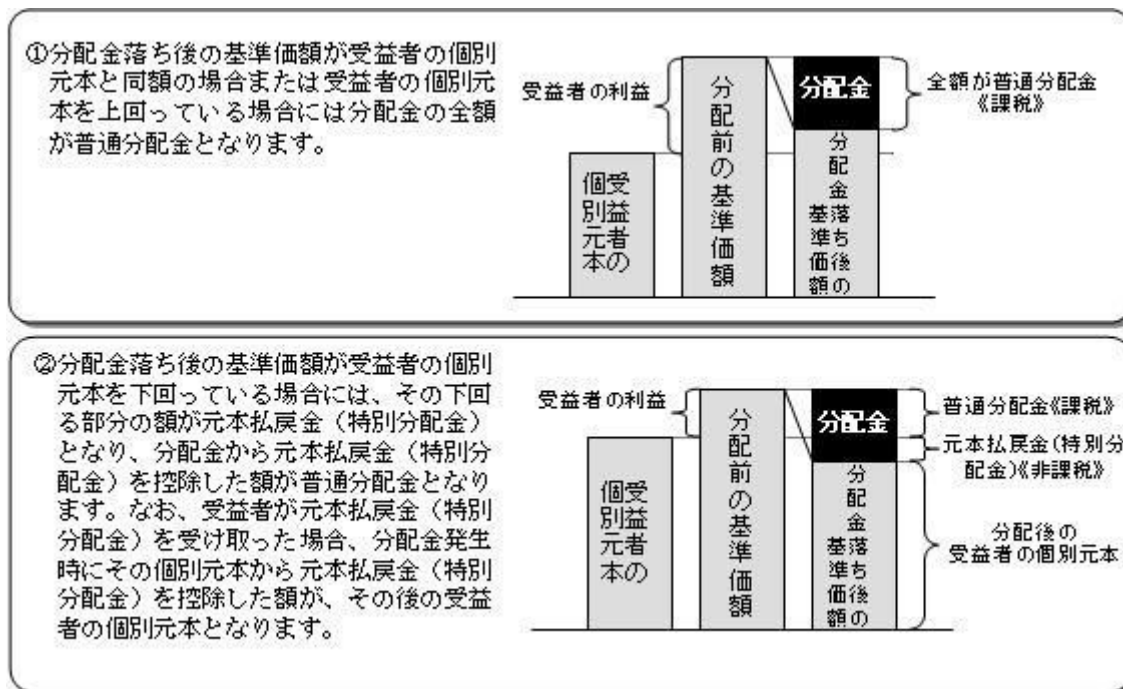 ①分配金落ち後の基準価額が受益者の個別
元本と同額の場合または受益者の個別元
本を上回っている場合には分配金の全額
が普通分配金となります。
受益者の利益
個別元本
受益者の
分配前の基準価額
分配金
分配金落ち後の
基準価額
全額が普通分配金
《課税》
②分配金落ち後の基準価額が受益者の個別
元本を下回っている場合には、その下回
る部分の額が元本払戻金（特別分配金）
となり、分配金から元本払戻金（特別分
配金）を控除した額が普通分配金となり
ます。なお、受益者が元本払戻金（特別
分配金）を受け取った場合、分配金発生
時にその個別元本から元本払戻金（特別
分配金）を控除した額が、その後の受益
者の個別元本となります。
受益者の利益
受益者の
個別元本
分配前の基準価額
分配金
分配金落ち後の
基準価額
普通分配金《課税》
元本払戻金(特別分
配金)《非課税》
分配後の
受益者の個別元本